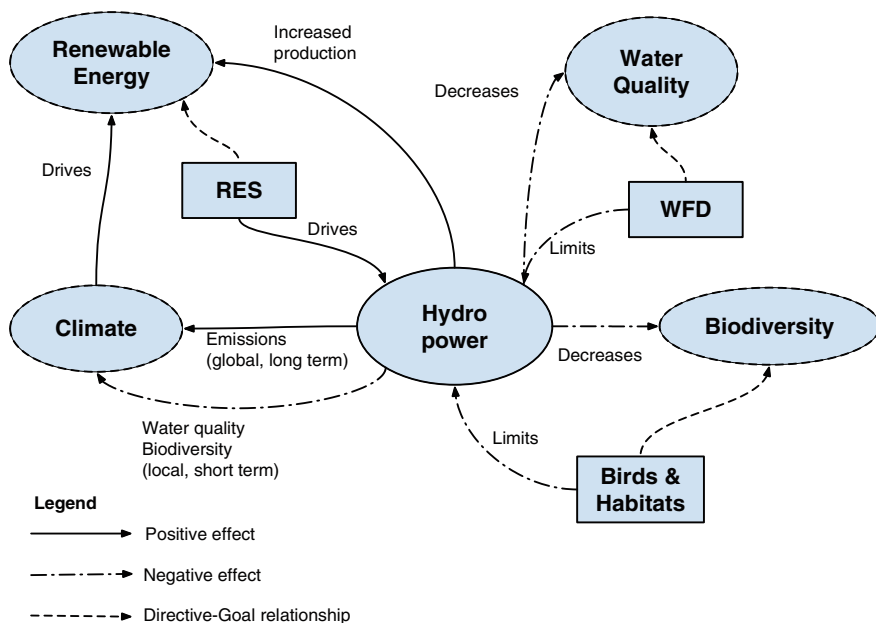 Renewable
Energy
Increased
production
Water
Quality
Decreases
Drives
RES
WFD
Drives
Limits
Climate
Hydro
power
Biodiversity
Emissions
(global, long term)
Decreases
Water quality
Biodiversity
(local, short term)
Limits
Birds &
Habitats
Legend
Positive effect
Negative effect
Directive-Goal relationship